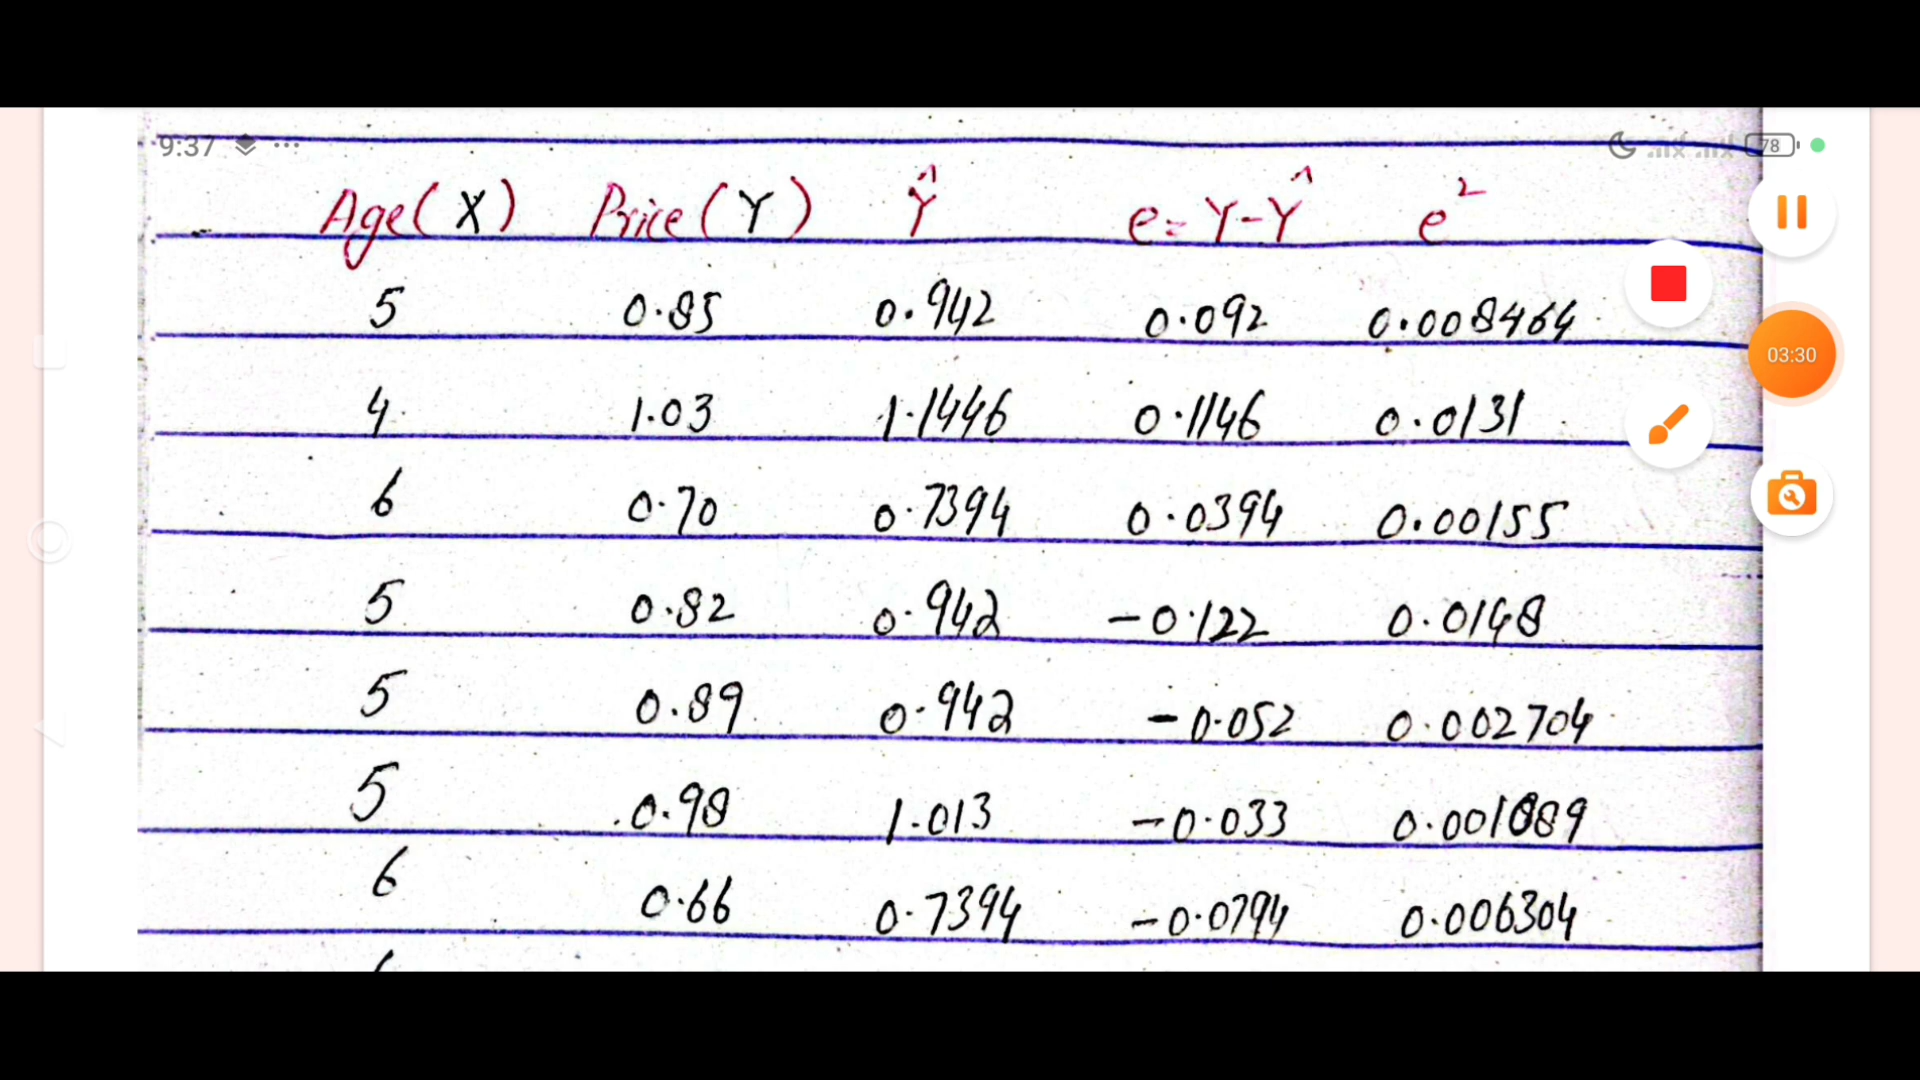 9:37 ... 78
Age(X) Price(Y) Ŷ e=Y-Ŷ e²
5 0.85 0.942 0.092 0.008464
03:30
4 1.03 1.1446 0.1146 0.0131
6 0.70 0.7394 0.0394 0.00155
5 0.82 0.942 -0.122 0.0148
5 0.89 0.942 -0.052 0.002704
5 0.98 1.013 -0.033 0.001089
6 0.66 0.7394 -0.0794 0.006304